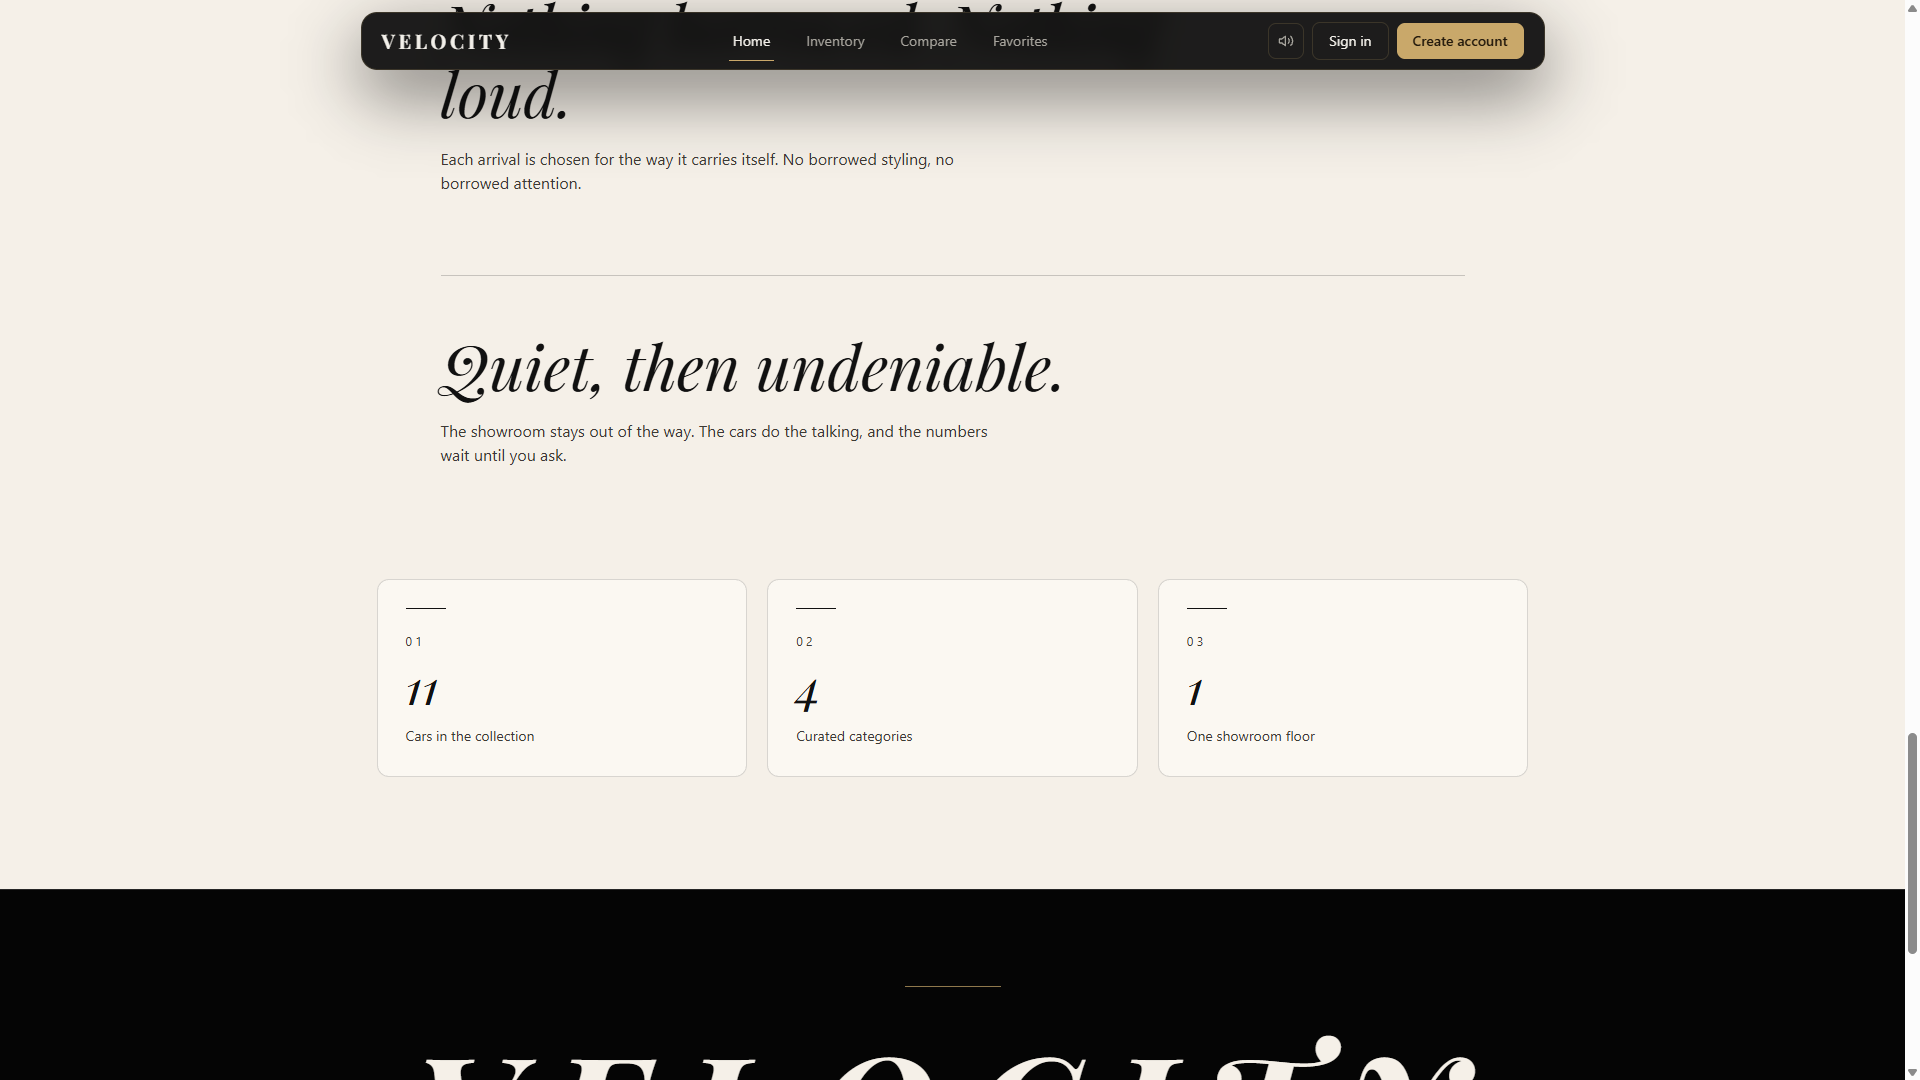 VELOCITY
Home
Inventory
Compare
Favorites
Sign in
Create account
loud.
Each arrival is chosen for the way it carries itself. No borrowed styling, no
borrowed attention.
Quiet, then undeniable.
The showroom stays out of the way. The cars do the talking, and the numbers
wait until you ask.
01
11
Cars in the collection
02
4
Curated categories
03
1
One showroom floor
VELOCITY